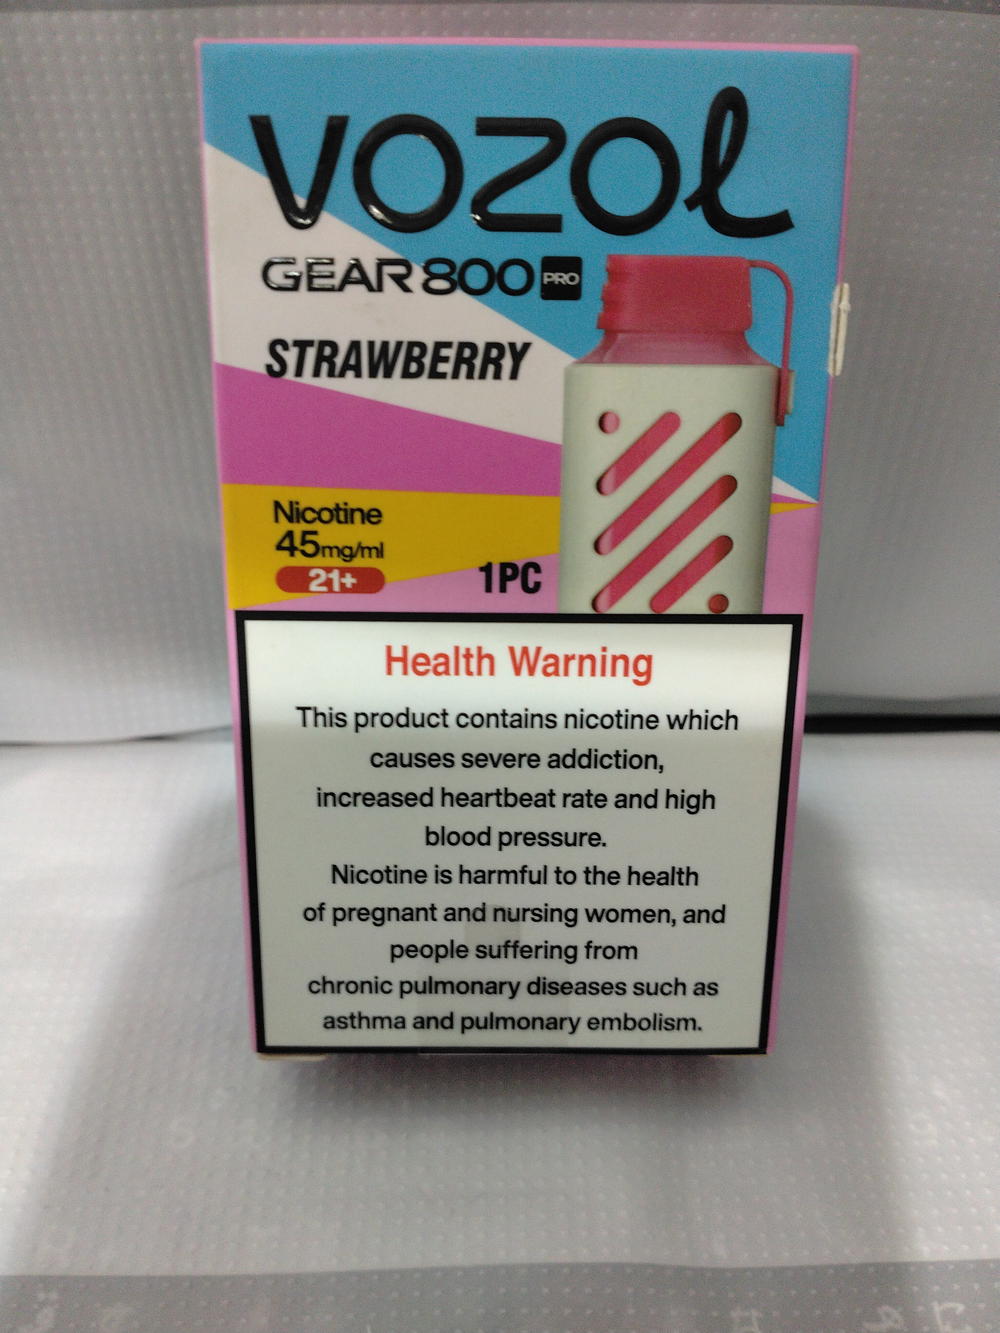 VOZOL
GEAR 800 PRO
STRAWBERRY
Nicotine
45mg/ml
21+
1PC
Health Warning
This product contains nicotine which
causes severe addiction,
increased heartbeat rate and high
blood pressure.
Nicotine is harmful to the health
of pregnant and nursing women, and
people suffering from
chronic pulmonary diseases such as
asthma and pulmonary embolism.